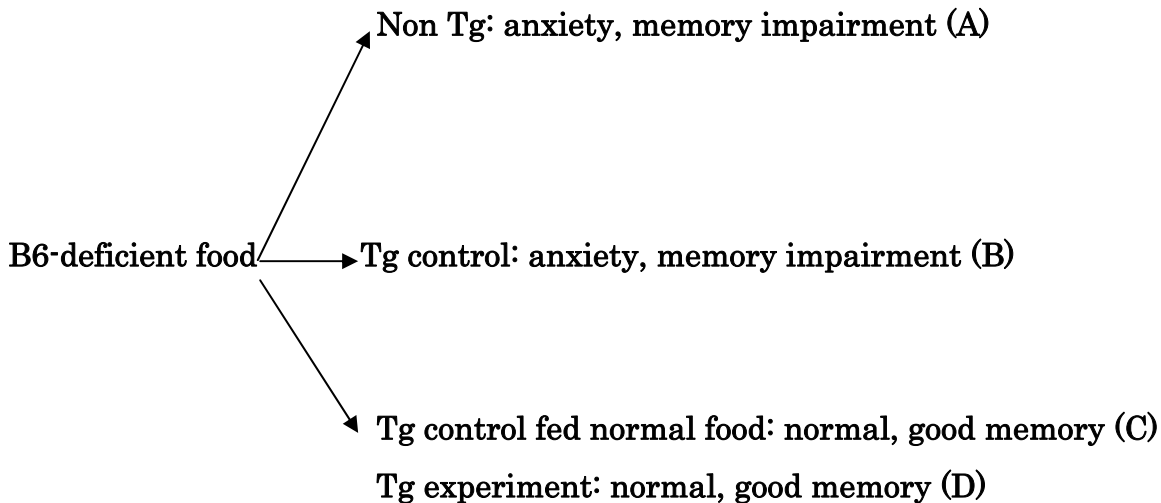 Non Tg: anxiety, memory impairment (A)
B6-deficient food
Tg control: anxiety, memory impairment (B)
Tg control fed normal food: normal, good memory (C)
Tg experiment: normal, good memory (D)